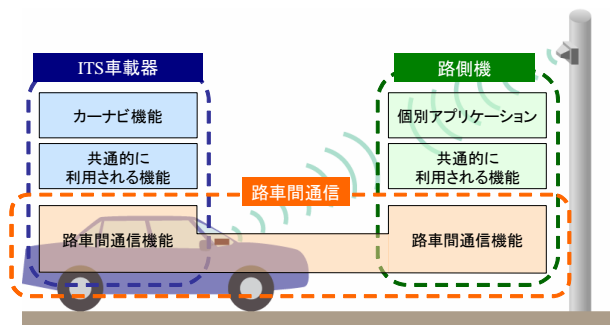 ITS車載器
路側機
カーナビ機能
個別アプリケーション
共通的に
利用される機能
共通的に
利用される機能
路車間通信
路車間通信機能
路車間通信機能